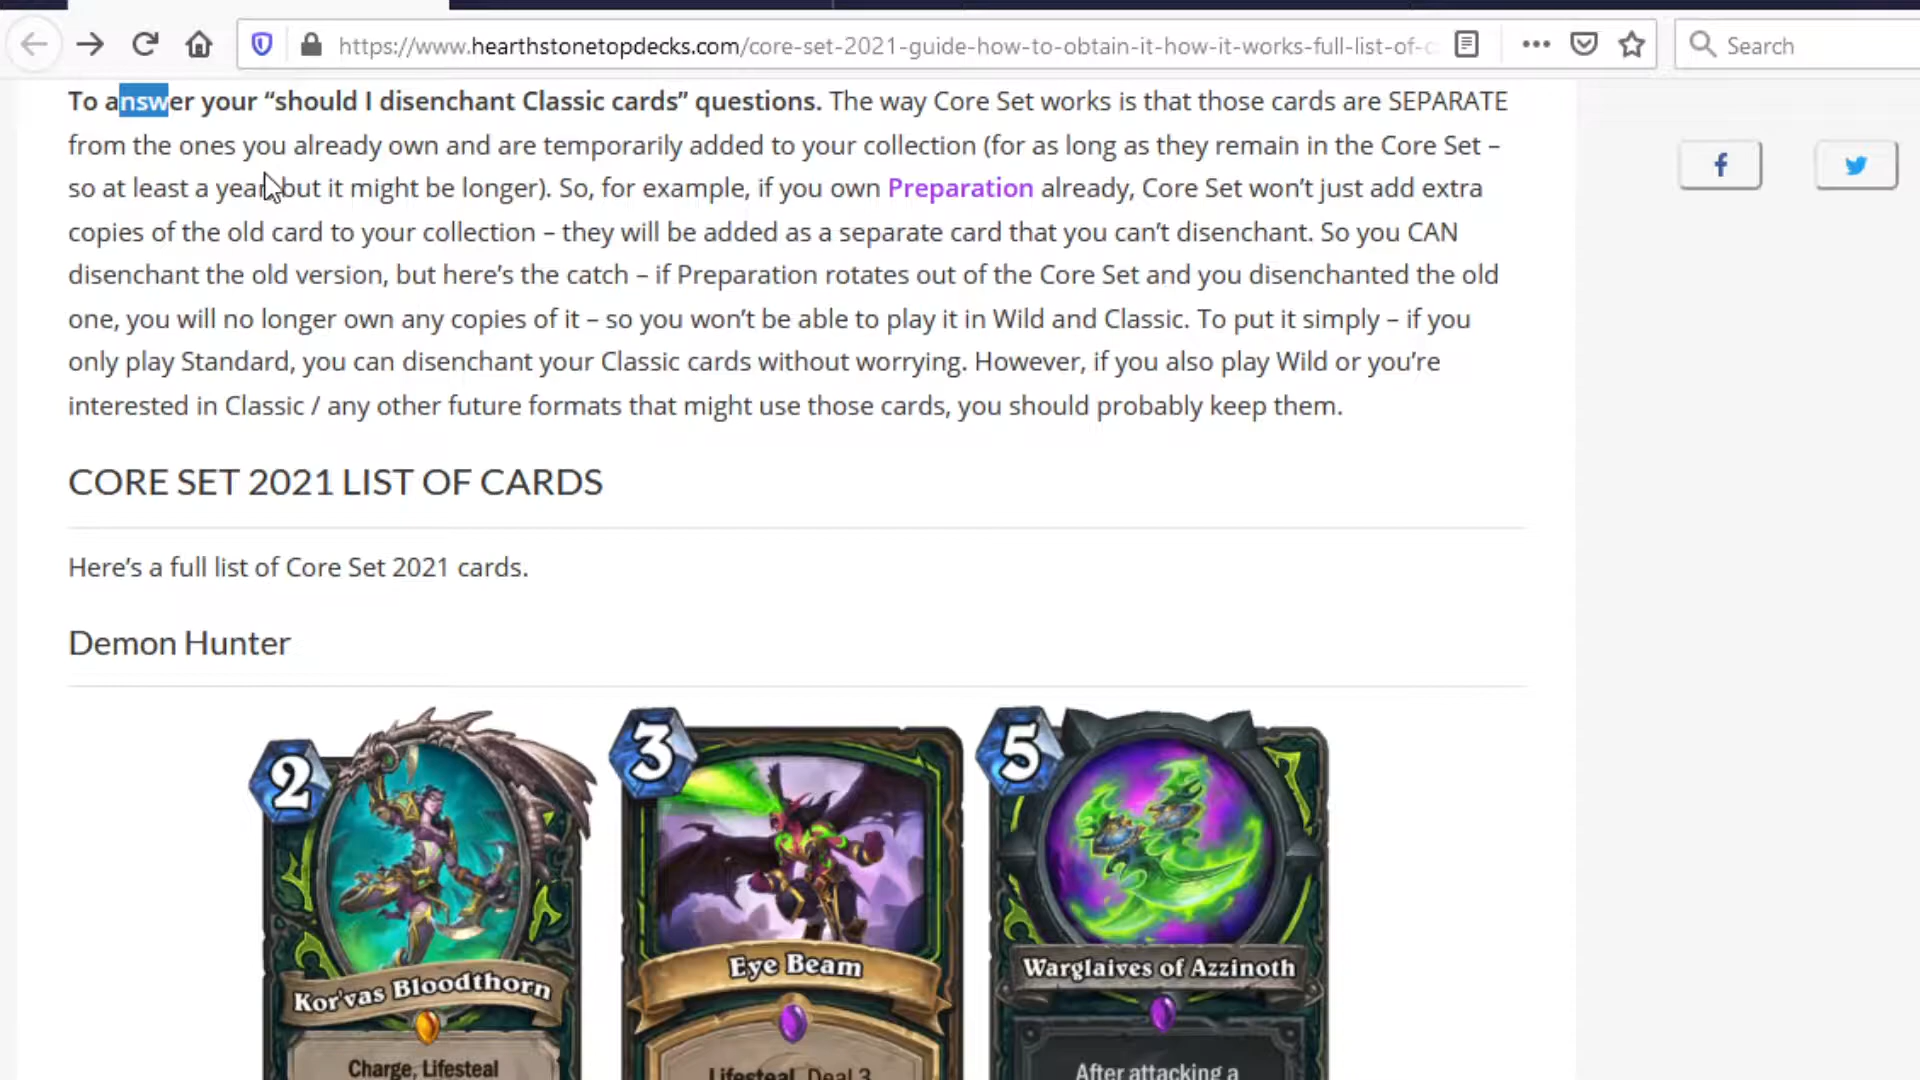 https://www.hearthstonetopdecks.com/core-set-2021-guide-how-to-obtain-it-how-it-works-full-list-of-c
Search
To answer your “should I disenchant Classic cards” questions. The way Core Set works is that those cards are SEPARATE
from the ones you already own and are temporarily added to your collection (for as long as they remain in the Core Set –
so at least a year but it might be longer). So, for example, if you own Preparation already, Core Set won’t just add extra
copies of the old card to your collection – they will be added as a separate card that you can’t disenchant. So you CAN
disenchant the old version, but here’s the catch – if Preparation rotates out of the Core Set and you disenchanted the old
one, you will no longer own any copies of it – so you won’t be able to play it in Wild and Classic. To put it simply – if you
only play Standard, you can disenchant your Classic cards without worrying. However, if you also play Wild or you’re
interested in Classic / any other future formats that might use those cards, you should probably keep them.
CORE SET 2021 LIST OF CARDS
Here’s a full list of Core Set 2021 cards.
Demon Hunter
2 3 5
Kor'vas Bloodthorn Eye Beam Warglaives of Azzinoth
Charge, Lifesteal Lifesteal. Deal 3 After attacking a